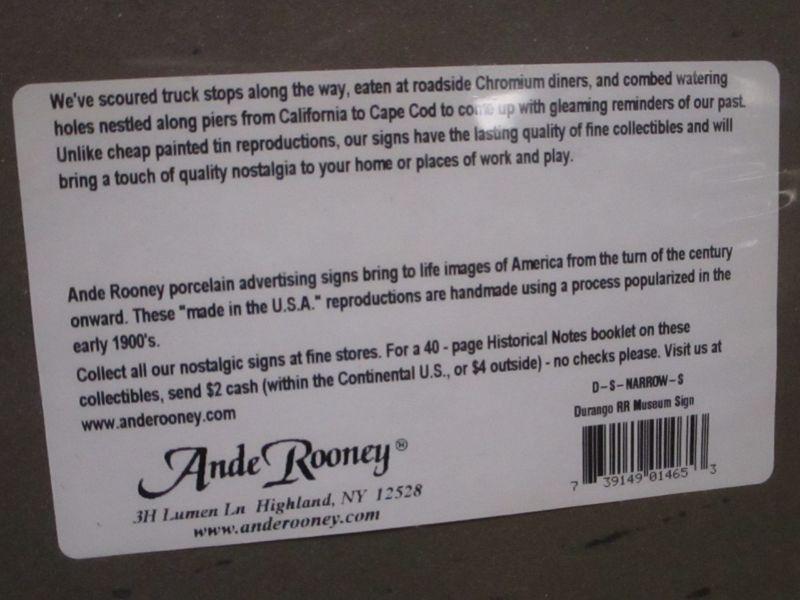 We've scoured truck stops along the way, eaten at roadside Chromium diners, and combed watering
holes nestled along piers from California to Cape Cod to come up with gleaming reminders of our past.
Unlike cheap painted tin reproductions, our signs have the lasting quality of fine collectibles and will
bring a touch of quality nostalgia to your home or places of work and play.
Ande Rooney porcelain advertising signs bring to life images of America from the turn of the century
onward. These "made in the U.S.A." reproductions are handmade using a process popularized in the
early 1900's.
Collect all our nostalgic signs at fine stores. For a 40 - page Historical Notes booklet on these
collectibles, send $2 cash (within the Continental U.S., or $4 outside) - no checks please. Visit us at
www.anderooney.com
D-S-NARROW-S
Durango RR Museum Sign
7 39149 01465 3
Ande Rooney®
3H Lumen Ln Highland, NY 12528
www.anderooney.com